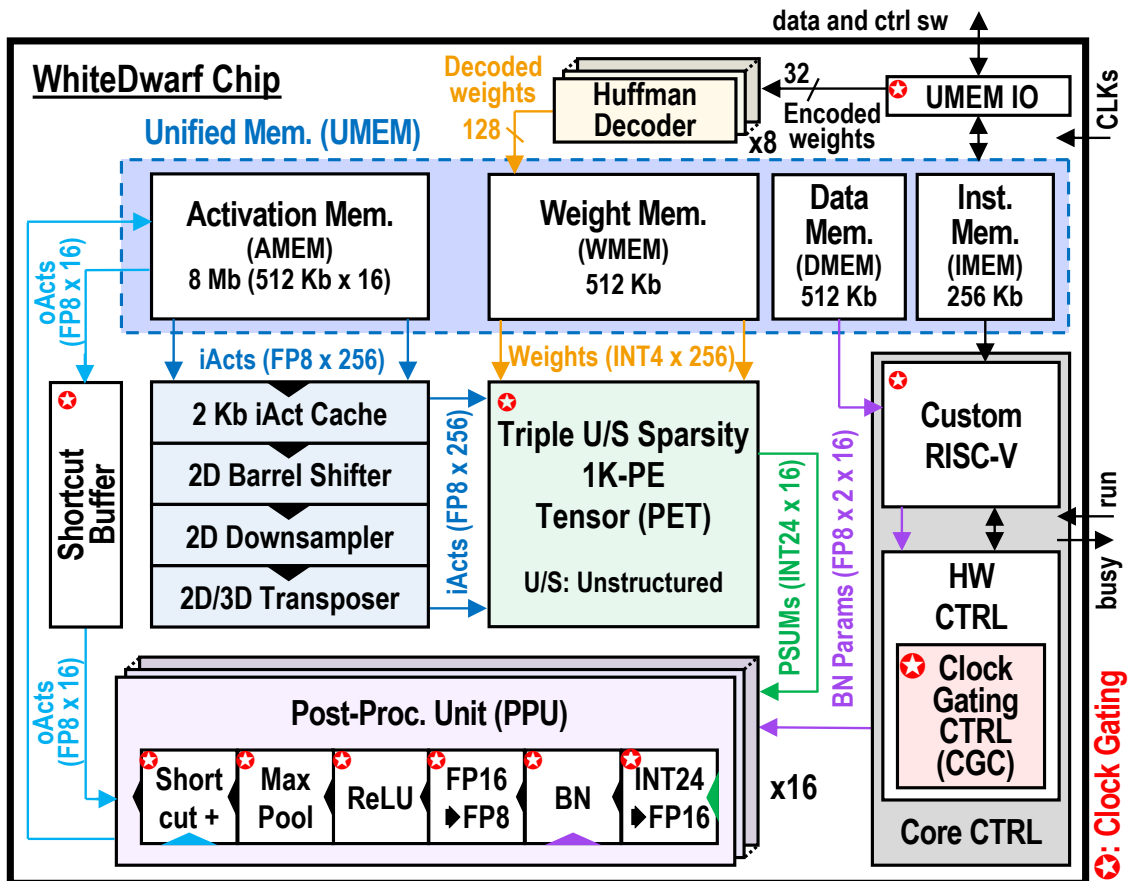 data and ctrl sw
WhiteDwarf Chip
Decoded
weights
128
Huffman
Decoder
x8
32
Encoded
weights
UMEM IO
CLKs
Unified Mem. (UMEM)
Activation Mem.
(AMEM)
8 Mb (512 Kb x 16)
Weight Mem.
(WMEM)
512 Kb
Data
Mem.
(DMEM)
512 Kb
Inst.
Mem.
(IMEM)
256 Kb
oActs
(FP8 x 16)
iActs (FP8 x 256)
Weights (INT4 x 256)
Shortcut
Buffer
2 Kb iAct Cache
2D Barrel Shifter
2D Downsampler
2D/3D Transposer
iActs (FP8 x 256)
Triple U/S Sparsity
1K-PE
Tensor (PET)
U/S: Unstructured
PSUMs (INT24 x 16)
BN Params (FP8 x 2 x 16)
Custom
RISC-V
run
busy
HW
CTRL
Clock
Gating
CTRL
(CGC)
Core CTRL
oActs
(FP8 x 16)
Post-Proc. Unit (PPU)
Short
cut +
Max
Pool
ReLU
FP16
FP8
BN
INT24
FP16
x16
: Clock Gating